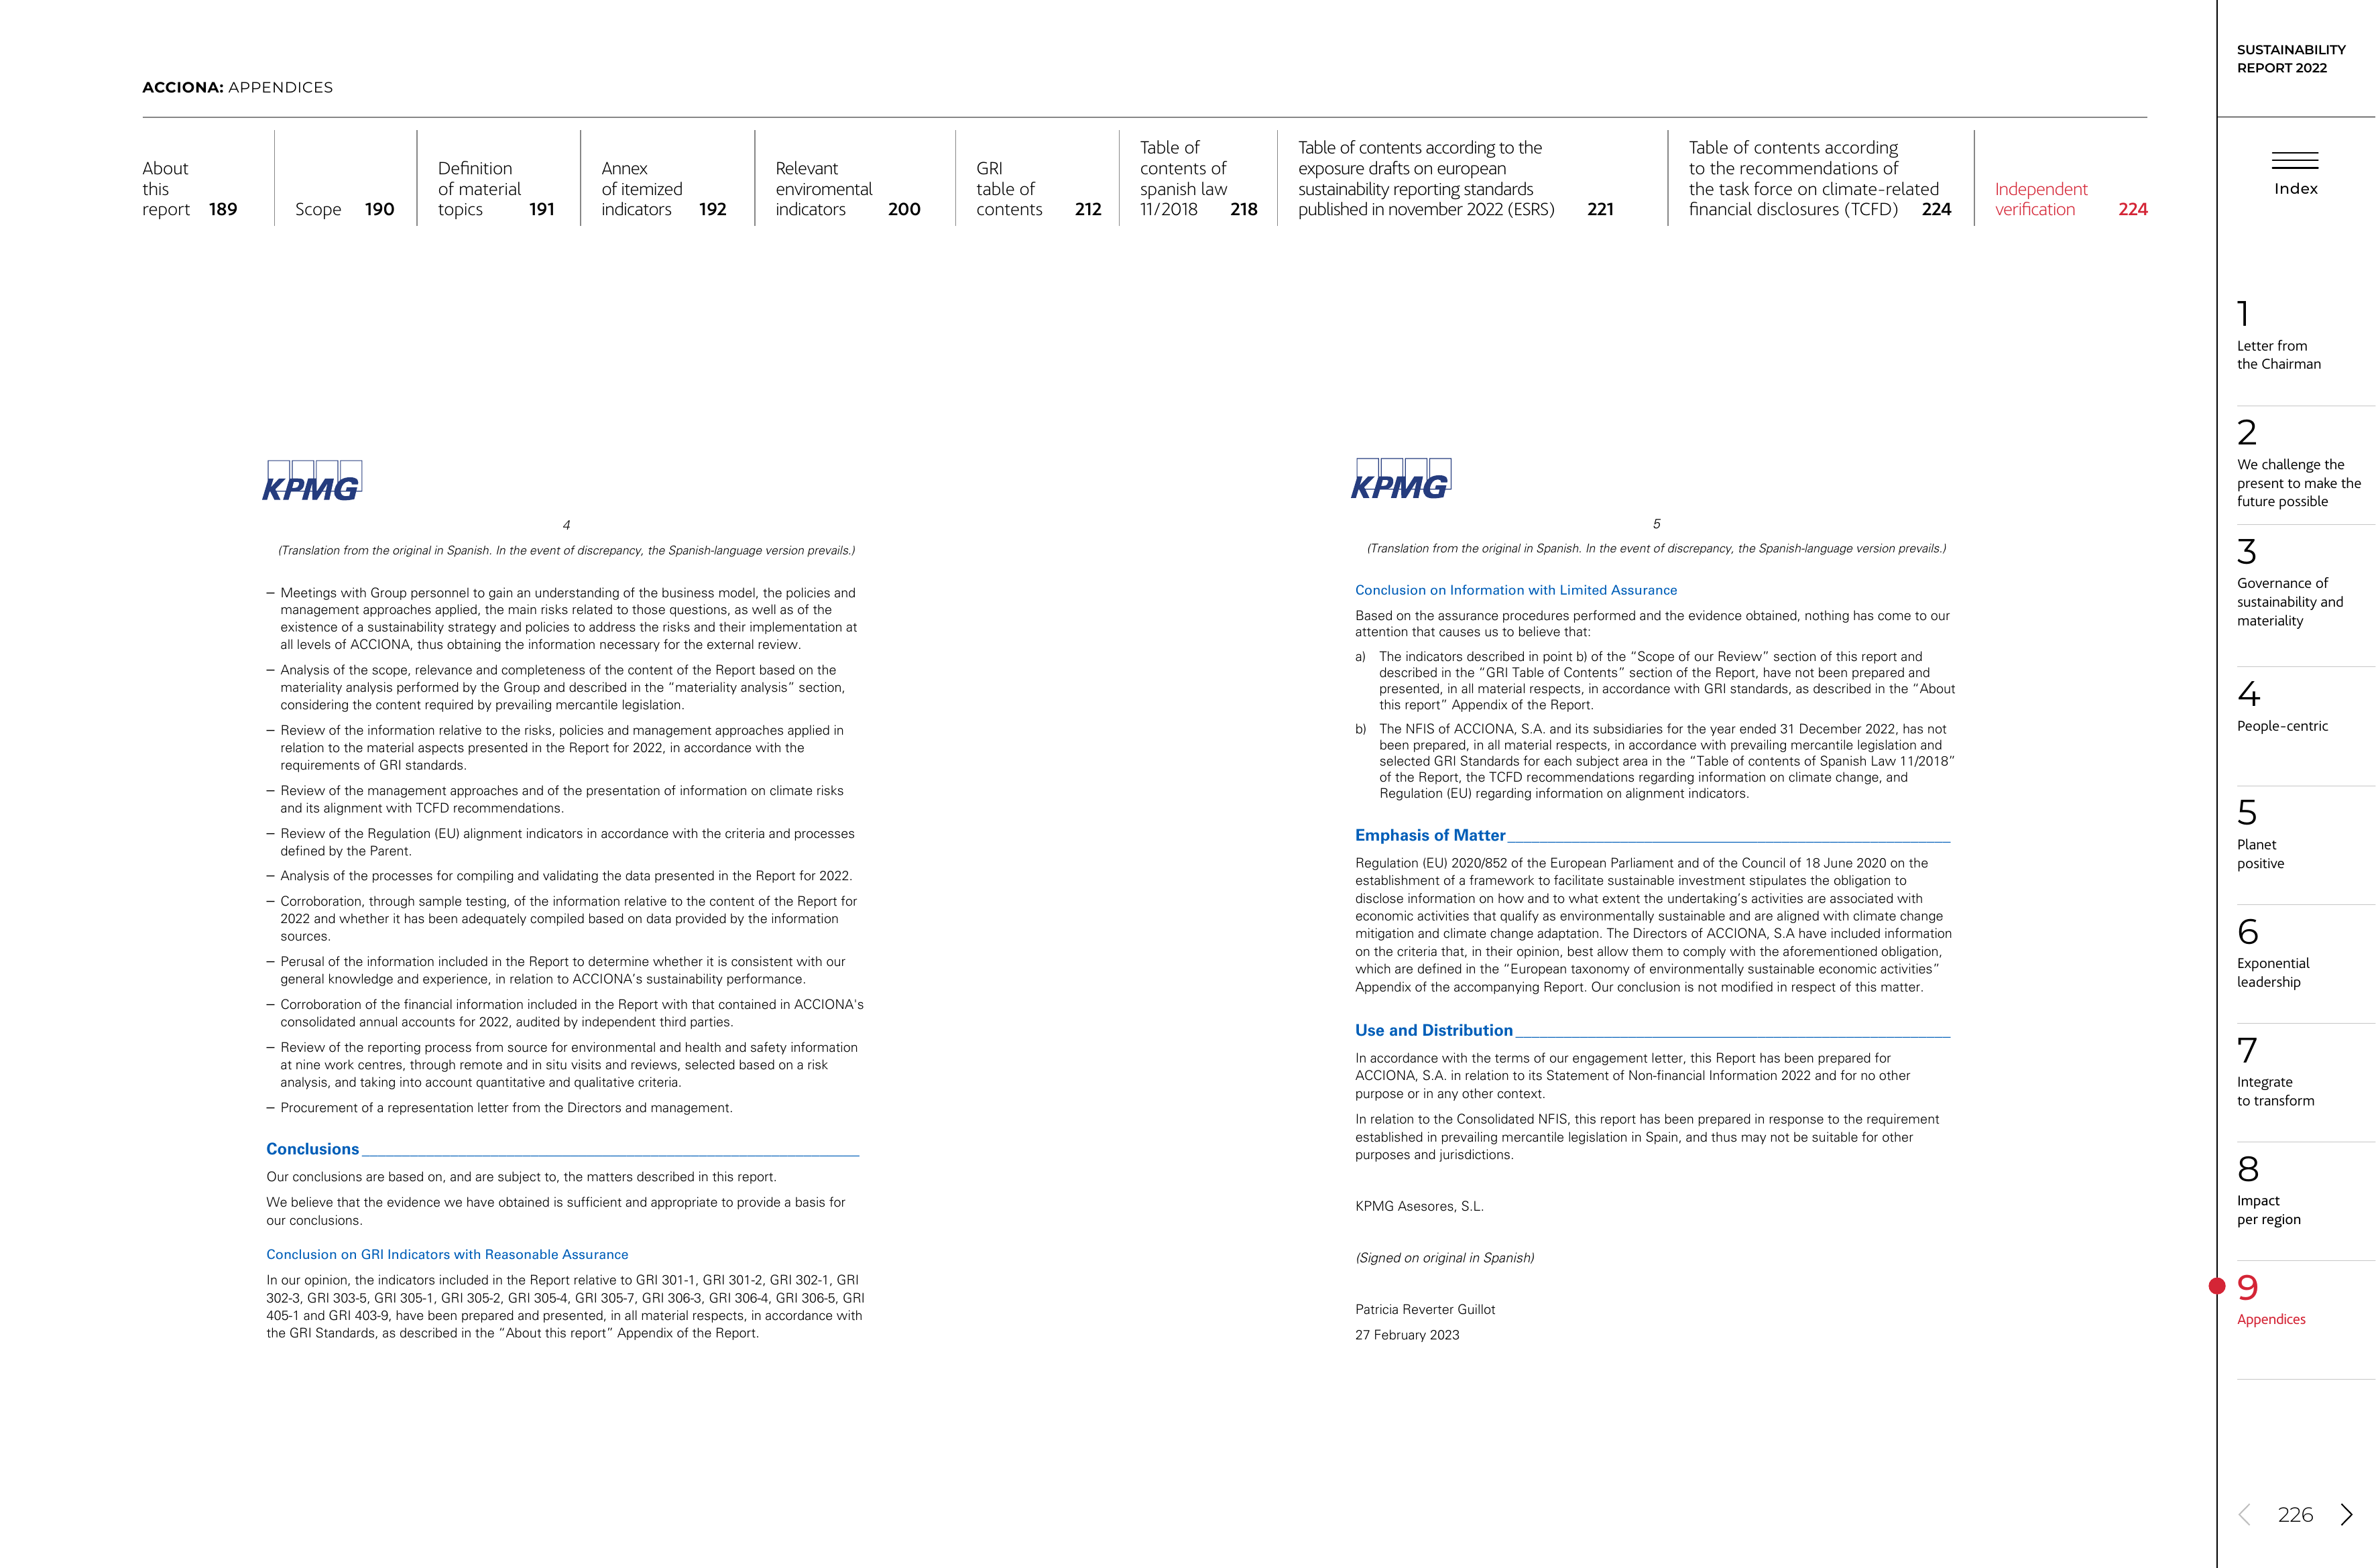 ACCIONA: APPENDICES
About
this
report 189
Scope 190
Definition
of material
topics 191
Annex
of itemized
indicators 192
Relevant
enviromental
indicators 200
GRI
table of
contents 212
Table of
contents of
spanish law
11/2018 218
Table of contents according to the
exposure drafts on european
sustainability reporting standards
published in november 2022 (ESRS) 221
Table of contents according
to the recommendations of
the task force on climate-related
financial disclosures (TCFD) 224
Independent
verification 224
KPMG
4
(Translation from the original in Spanish. In the event of discrepancy, the Spanish-language version prevails.)
– Meetings with Group personnel to gain an understanding of the business model, the policies and
management approaches applied, the main risks related to those questions, as well as of the
existence of a sustainability strategy and policies to address the risks and their implementation at
all levels of ACCIONA, thus obtaining the information necessary for the external review.
– Analysis of the scope, relevance and completeness of the content of the Report based on the
materiality analysis performed by the Group and described in the “materiality analysis” section,
considering the content required by prevailing mercantile legislation.
– Review of the information relative to the risks, policies and management approaches applied in
relation to the material aspects presented in the Report for 2022, in accordance with the
requirements of GRI standards.
– Review of the management approaches and of the presentation of information on climate risks
and its alignment with TCFD recommendations.
– Review of the Regulation (EU) alignment indicators in accordance with the criteria and processes
defined by the Parent.
– Analysis of the processes for compiling and validating the data presented in the Report for 2022.
– Corroboration, through sample testing, of the information relative to the content of the Report for
2022 and whether it has been adequately compiled based on data provided by the information
sources.
– Perusal of the information included in the Report to determine whether it is consistent with our
general knowledge and experience, in relation to ACCIONA’s sustainability performance.
– Corroboration of the financial information included in the Report with that contained in ACCIONA's
consolidated annual accounts for 2022, audited by independent third parties.
– Review of the reporting process from source for environmental and health and safety information
at nine work centres, through remote and in situ visits and reviews, selected based on a risk
analysis, and taking into account quantitative and qualitative criteria.
– Procurement of a representation letter from the Directors and management.
Conclusions
Our conclusions are based on, and are subject to, the matters described in this report.
We believe that the evidence we have obtained is sufficient and appropriate to provide a basis for
our conclusions.
Conclusion on GRI Indicators with Reasonable Assurance
In our opinion, the indicators included in the Report relative to GRI 301-1, GRI 301-2, GRI 302-1, GRI
302-3, GRI 303-5, GRI 305-1, GRI 305-2, GRI 305-4, GRI 305-7, GRI 306-3, GRI 306-4, GRI 306-5, GRI
405-1 and GRI 403-9, have been prepared and presented, in all material respects, in accordance with
the GRI Standards, as described in the “About this report” Appendix of the Report.
KPMG
5
(Translation from the original in Spanish. In the event of discrepancy, the Spanish-language version prevails.)
Conclusion on Information with Limited Assurance
Based on the assurance procedures performed and the evidence obtained, nothing has come to our
attention that causes us to believe that:
a) The indicators described in point b) of the “Scope of our Review” section of this report and
described in the “GRI Table of Contents” section of the Report, have not been prepared and
presented, in all material respects, in accordance with GRI standards, as described in the “About
this report” Appendix of the Report.
b) The NFIS of ACCIONA, S.A. and its subsidiaries for the year ended 31 December 2022, has not
been prepared, in all material respects, in accordance with prevailing mercantile legislation and
selected GRI Standards for each subject area in the “Table of contents of Spanish Law 11/2018”
of the Report, the TCFD recommendations regarding information on climate change, and
Regulation (EU) regarding information on alignment indicators.
Emphasis of Matter
Regulation (EU) 2020/852 of the European Parliament and of the Council of 18 June 2020 on the
establishment of a framework to facilitate sustainable investment stipulates the obligation to
disclose information on how and to what extent the undertaking’s activities are associated with
economic activities that qualify as environmentally sustainable and are aligned with climate change
mitigation and climate change adaptation. The Directors of ACCIONA, S.A have included information
on the criteria that, in their opinion, best allow them to comply with the aforementioned obligation,
which are defined in the “European taxonomy of environmentally sustainable economic activities”
Appendix of the accompanying Report. Our conclusion is not modified in respect of this matter.
Use and Distribution
In accordance with the terms of our engagement letter, this Report has been prepared for
ACCIONA, S.A. in relation to its Statement of Non-financial Information 2022 and for no other
purpose or in any other context.
In relation to the Consolidated NFIS, this report has been prepared in response to the requirement
established in prevailing mercantile legislation in Spain, and thus may not be suitable for other
purposes and jurisdictions.
KPMG Asesores, S.L.
(Signed on original in Spanish)
Patricia Reverter Guillot
27 February 2023
SUSTAINABILITY
REPORT 2022
Index
1
Letter from
the Chairman
2
We challenge the
present to make the
future possible
3
Governance of
sustainability and
materiality
4
People-centric
5
Planet
positive
6
Exponential
leadership
7
Integrate
to transform
8
Impact
per region
9
Appendices
226